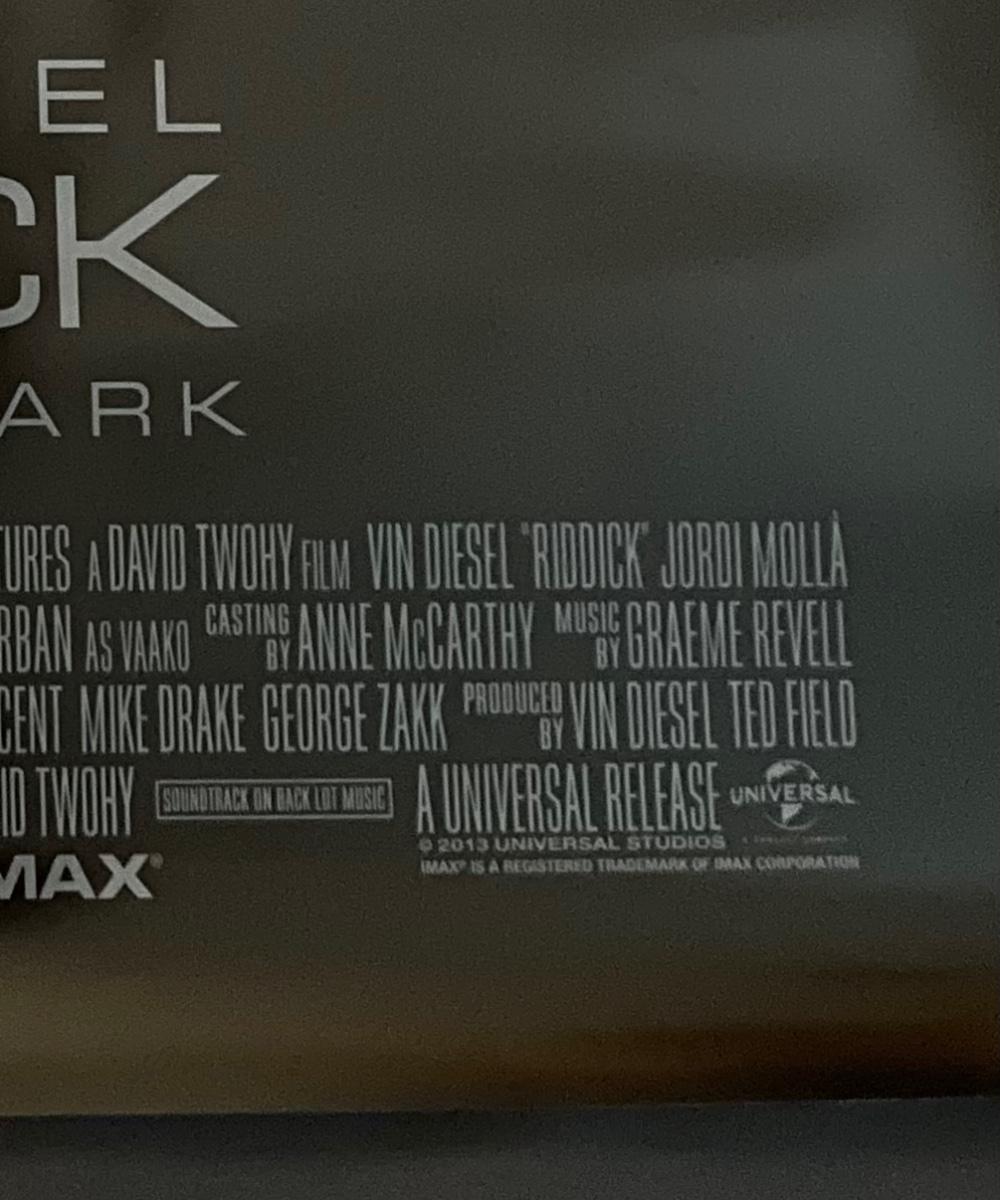 EL
CK
ARK
TURES A DAVID TWOHY FILM VIN DIESEL "RIDDICK" JORDI MOLLÀ
RBAN AS VAAKO CASTING BY ANNE McCARTHY MUSIC BY GRAEME REVELL
CENT MIKE DRAKE GEORGE ZAKK PRODUCED BY VIN DIESEL TED FIELD
ID TWOHY SOUNDTRACK ON BACK LOT MUSIC A UNIVERSAL RELEASE UNIVERSAL
© 2013 UNIVERSAL STUDIOS
MAX® IMAX® IS A REGISTERED TRADEMARK OF IMAX CORPORATION